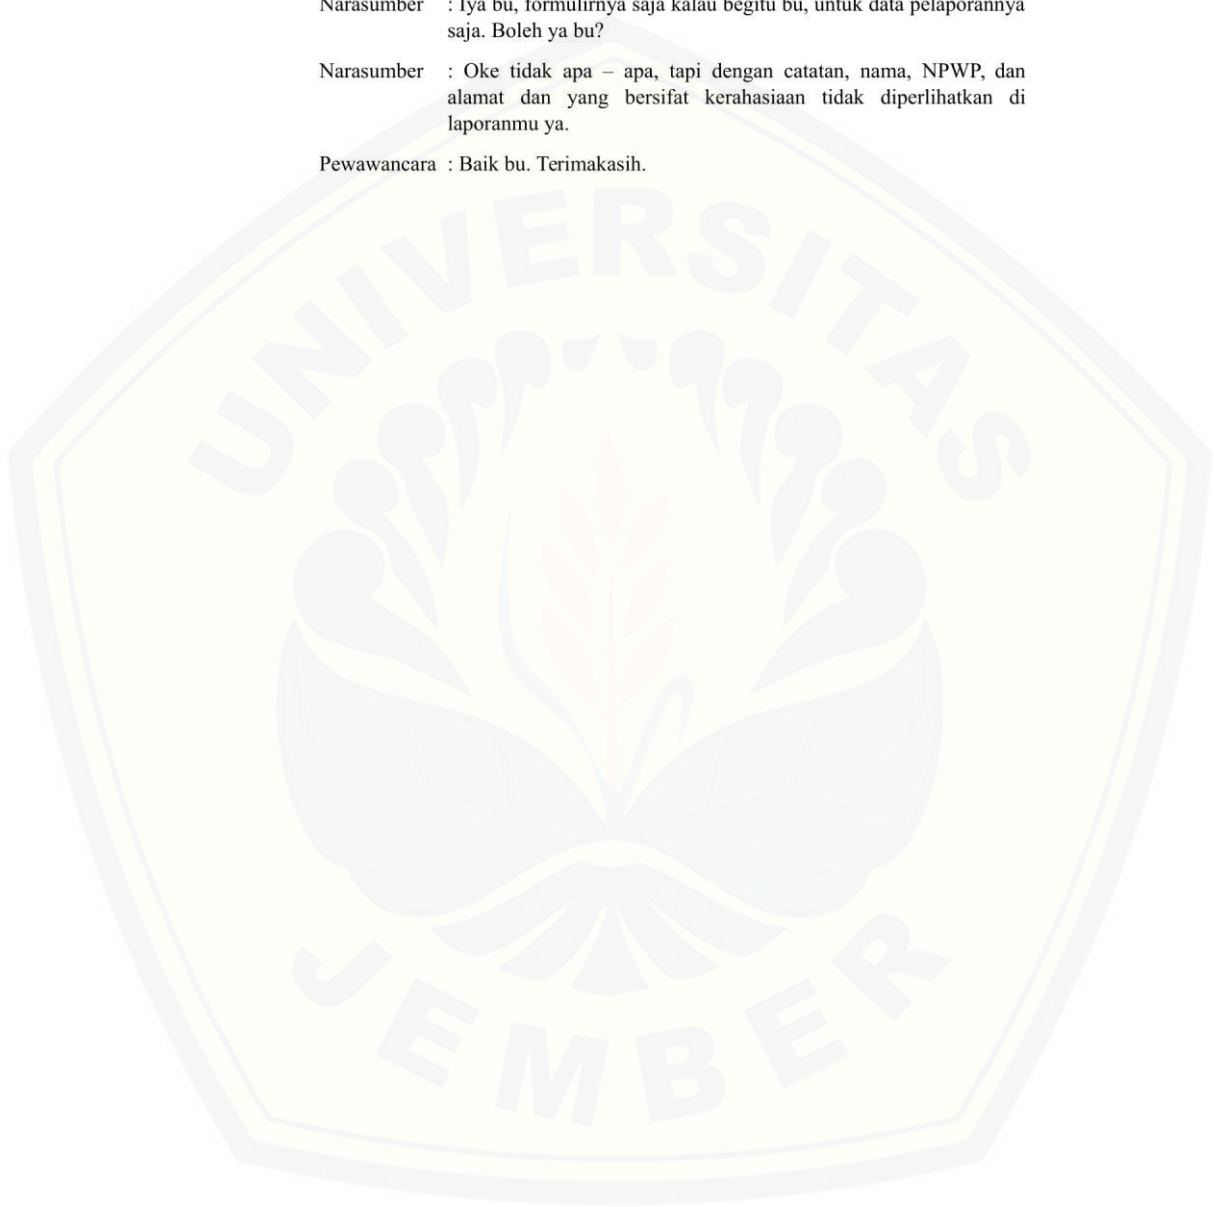 Narasumber : Iya bu, formulirnya saja kalau begitu bu, untuk data pelaporannya
saja. Boleh ya bu?
Narasumber : Oke tidak apa – apa, tapi dengan catatan, nama, NPWP, dan
alamat dan yang bersifat kerahasiaan tidak diperlihatkan di
laporanmu ya.
Pewawancara : Baik bu. Terimakasih.
UNIVERSITAS
JEMBER